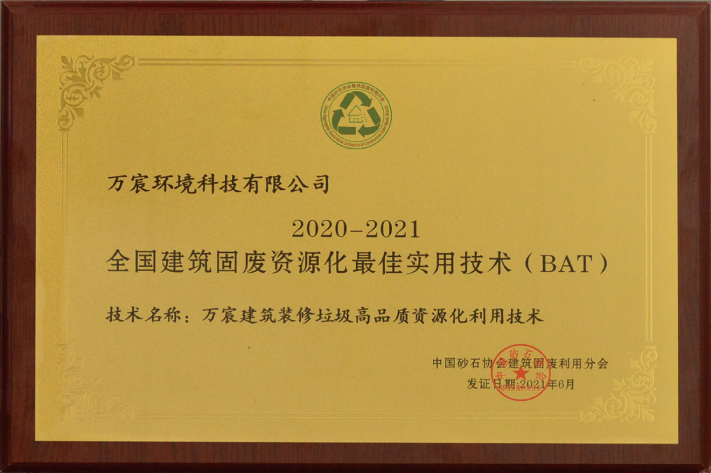 万宸环境科技有限公司
2020-2021
全国建筑固废资源化最佳实用技术（BAT）
技术名称：万宸建筑装修垃圾高品质资源化利用技术
中国砂石协会建筑固废利用分会
发证日期:2021年6月